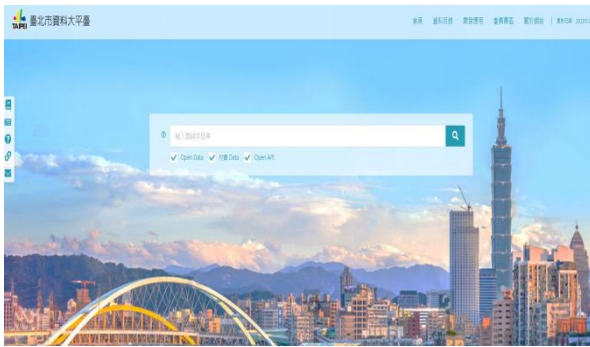 TAIPEI 臺北市資料大平臺
首頁 資料目錄 開發應用 會員專區 關於網站
輸入關鍵字搜尋
Open Data 付費 Data Open API